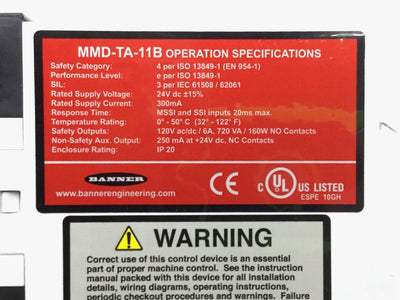 MMD-TA-11B OPERATION SPECIFICATIONS
Safety Category: 4 per ISO 13849-1 (EN 954-1)
Performance Level: e per ISO 13849-1
SIL: 3 per IEC 61508 / 62061
Rated Supply Voltage: 24V dc ±15%
Rated Supply Current: 300mA
Response Time: MSSI and SSI inputs 20ms max.
Temperature Rating: 0° - 50° C (32° - 122° F)
Safety Outputs: 120V ac/dc / 6A, 720 VA / 160W NO Contacts
Non-Safety Aux. Output: 250 mA at +24V dc, NC Contacts
Enclosure Rating: IP 20
BANNER
www.bannerengineering.com
CE C UL US LISTED
ESPE 10GH
WARNING
Correct use of this control device is an essential
part of proper machine control. See the instruction
manual packed with this device for all installation
details, wiring diagrams, operating instructions,
periodic checkout procedures and warnings. Failure